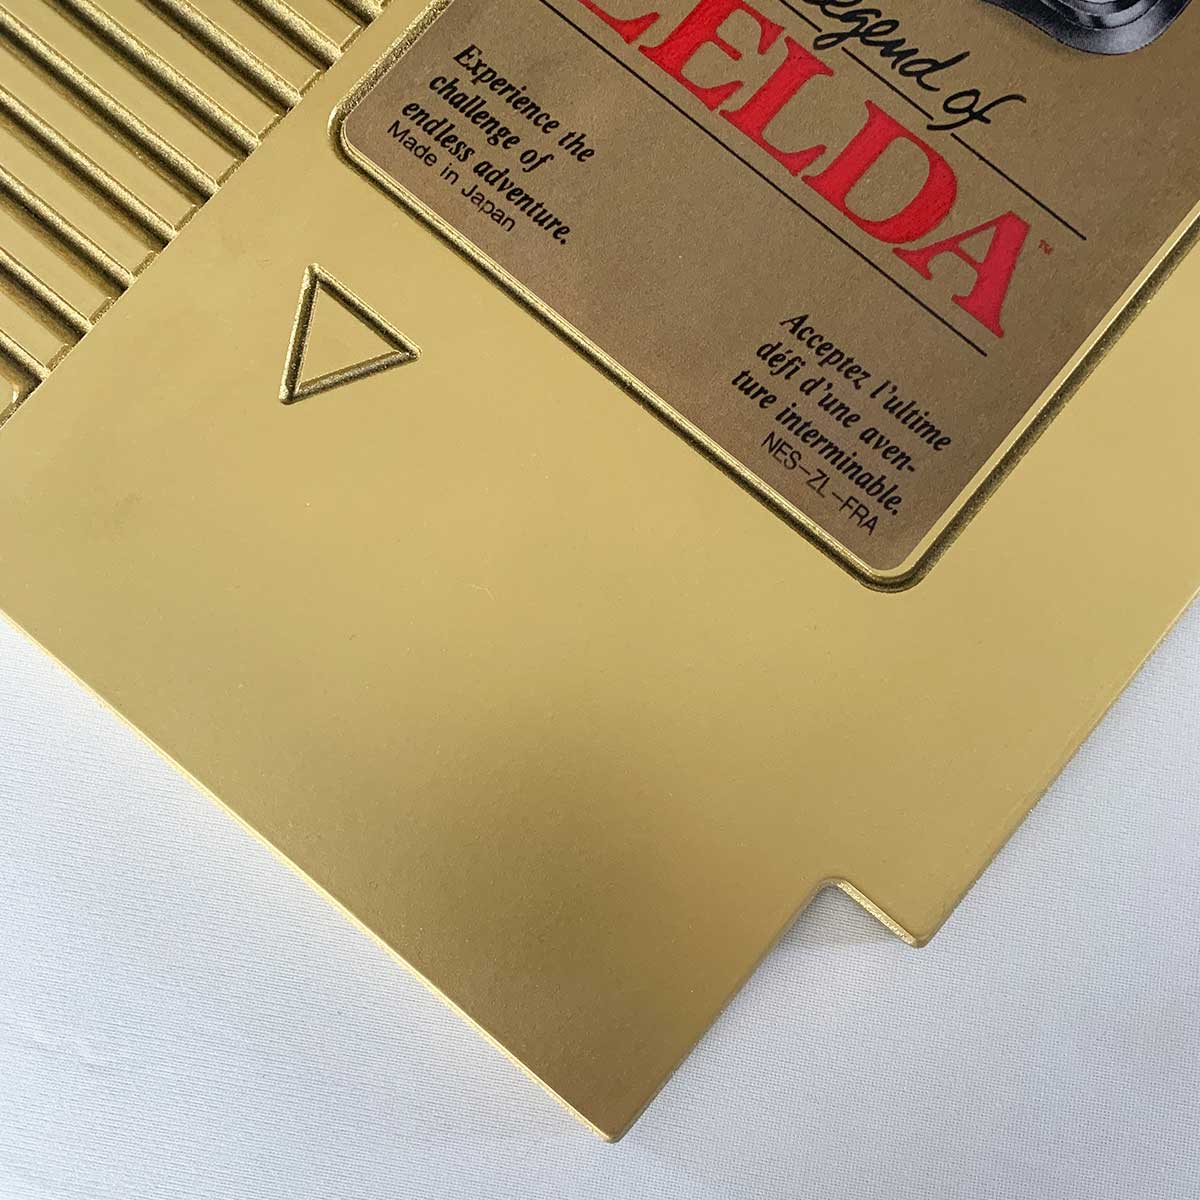 Legend of
ZELDA™
Experience the
challenge of
endless adventure.
Made in Japan
Acceptez l'ultime
défi d'une aven-
ture interminable.
NES-ZL-FRA